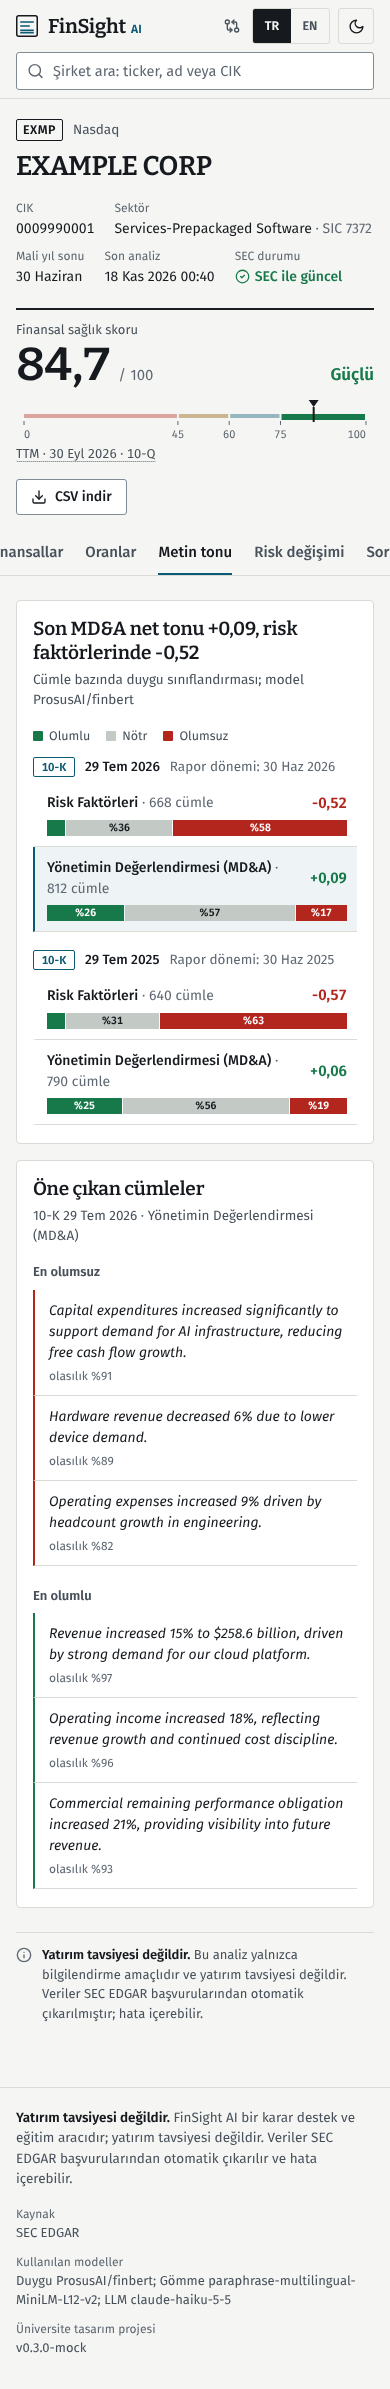 FinSight AI
TR EN
Şirket ara: ticker, ad veya CIK
EXMP Nasdaq
EXAMPLE CORP
CIK Sektör
0009990001 Services-Prepackaged Software · SIC 7372
Mali yıl sonu Son analiz SEC durumu
30 Haziran 18 Kas 2026 00:40 SEC ile güncel
Finansal sağlık skoru
84,7 / 100 Güçlü
0 45 60 75 100
TTM · 30 Eyl 2026 · 10-Q
CSV indir
nansallar Oranlar Metin tonu Risk değişimi Sor
Son MD&A net tonu +0,09, risk
faktörlerinde -0,52
Cümle bazında duygu sınıflandırması; model
ProsusAI/finbert
Olumlu Nötr Olumsuz
10-K 29 Tem 2026 Rapor dönemi: 30 Haz 2026
Risk Faktörleri · 668 cümle -0,52
%36 %58
Yönetim Değerlendirmesi (MD&A) ·
812 cümle +0,09
%26 %57 %17
10-K 29 Tem 2025 Rapor dönemi: 30 Haz 2025
Risk Faktörleri · 640 cümle -0,57
%31 %63
Yönetim Değerlendirmesi (MD&A) ·
790 cümle +0,06
%25 %56 %19
Öne çıkan cümleler
10-K 29 Tem 2026 · Yönetim Değerlendirmesi
(MD&A)
En olumsuz
Capital expenditures increased significantly to
support demand for AI infrastructure, reducing
free cash flow growth.
olasılık %91
Hardware revenue decreased 6% due to lower
device demand.
olasılık %89
Operating expenses increased 9% driven by
headcount growth in engineering.
olasılık %82
En olumlu
Revenue increased 15% to $258.6 billion, driven
by strong demand for our cloud platform.
olasılık %97
Operating income increased 18%, reflecting
revenue growth and continued cost discipline.
olasılık %96
Commercial remaining performance obligation
increased 21%, providing visibility into future
revenue.
olasılık %93
Yatırım tavsiyesi değildir. Bu analiz yalnızca
bilgilendirme amaçlıdır ve yatırım tavsiyesi değildir.
Veriler SEC EDGAR başvurularından otomatik
çıkarılmıştır; hata içerebilir.
Yatırım tavsiyesi değildir. FinSight AI bir karar destek ve
eğitim aracıdır; yatırım tavsiyesi değildir. Veriler SEC
EDGAR başvurularından otomatik çıkarılır ve hata
içerebilir.
Kaynak
SEC EDGAR
Kullanılan modeller
Duygu ProsusAI/finbert; Gömme paraphrase-multilingual-
MiniLM-L12-v2; LLM claude-haiku-5-5
Üniversite tasarım projesi
v0.3.0-mock